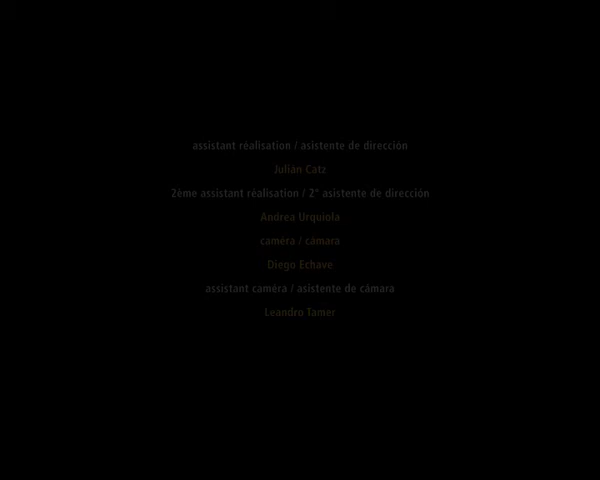 assistant réalisation / asistente de dirección
Julián Catz
2ème assistant réalisation / 2° asistente de dirección
Andrea Urquiola
caméra / cámara
Diego Echave
assistant caméra / asistente de cámara
Leandro Tamer